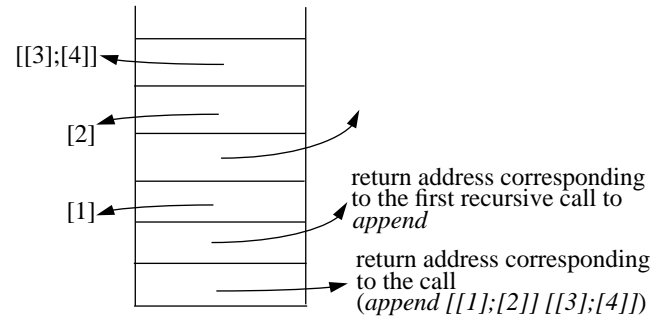 [[3];[4]]
[2]
[1]
return address corresponding
to the first recursive call to
append
return address corresponding
to the call
(append [[1];[2]] [[3];[4]])